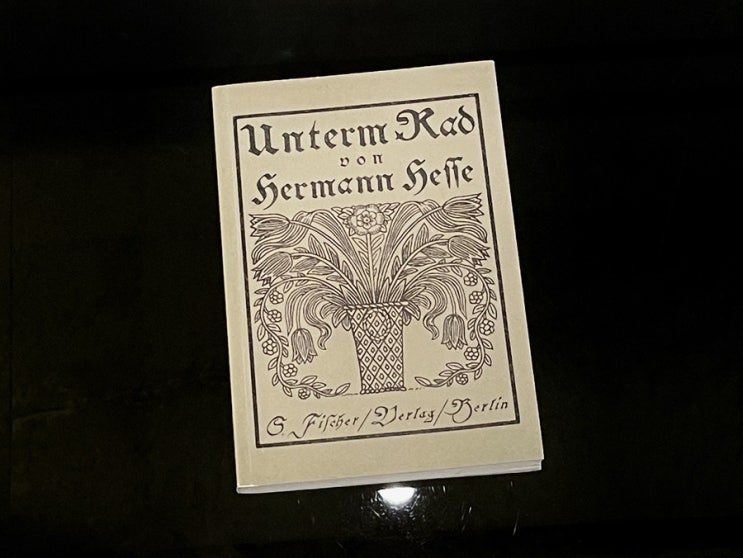 Unterm Rad
von
Hermann Heſſe
S. Fiſcher/Verlag/Berlin